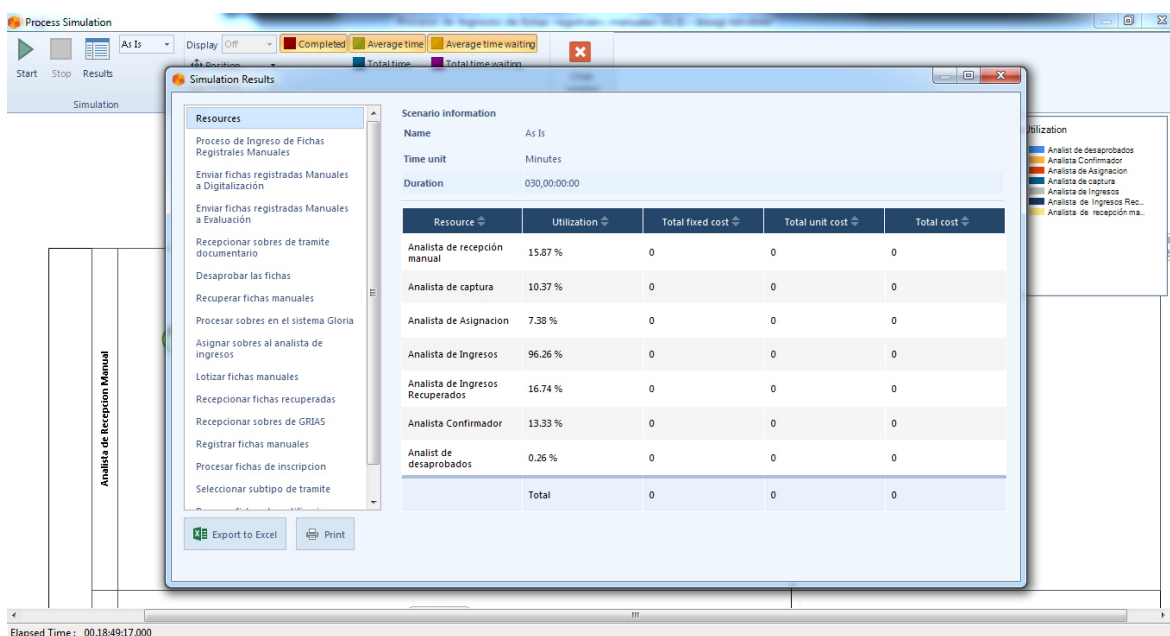 Process Simulation
As Is
Display Off
Completed
Average time
Average time waiting
Position
Total time
Total time waiting
Start
Stop
Results
Simulation
Simulation Results
Resources
Proceso de Ingreso de Fichas
Registrales Manuales
Enviar fichas registradas Manuales
a Digitalización
Enviar fichas registradas Manuales
a Evaluación
Recepcionar sobres de tramite
documentario
Desaprobar las fichas
Recuperar fichas manuales
Procesar sobres en el sistema Gloria
Asignar sobres al analista de
ingresos
Lotizar fichas manuales
Recepcionar fichas recuperadas
Recepcionar sobres de GRIAS
Registrar fichas manuales
Procesar fichas de inscripcion
Seleccionar subtipo de tramite
Export to Excel
Print
Scenario information
Name As Is
Time unit Minutes
Duration 030,00:00:00
Resource Utilization Total fixed cost Total unit cost Total cost
Analista de recepción
manual 15.87 % 0 0 0
Analista de captura 10.37 % 0 0 0
Analista de Asignacion 7.38 % 0 0 0
Analista de Ingresos 96.26 % 0 0 0
Analista de Ingresos
Recuperados 16.74 % 0 0 0
Analista Confirmador 13.33 % 0 0 0
Analist de
desaprobados 0.26 % 0 0 0
Total 0 0 0
Utilization
Analist de desaprobados
Analista Confirmador
Analista de Asignacion
Analista de captura
Analista de Ingresos
Analista de Ingresos Rec...
Analista de recepción ma...
Analista de Recepcion Manual
Elapsed Time : 00.18:49:17.000